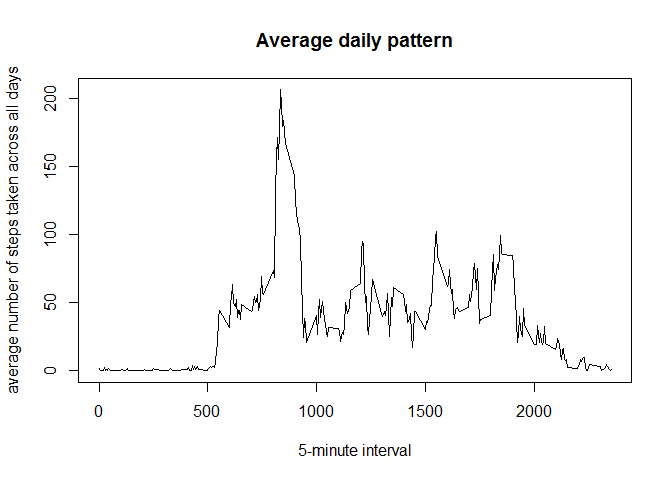 Average daily pattern
average number of steps taken across all days
200
150
100
50
0
0 500 1000 1500 2000
5-minute interval